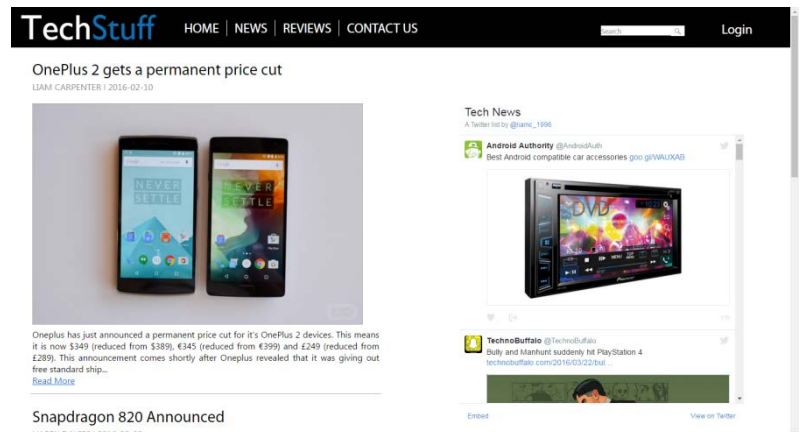 TechStuff
HOME | NEWS | REVIEWS | CONTACT US
Search
Login
OnePlus 2 gets a permanent price cut
LIAM CARPENTER | 2016-02-10
NEVER
SETTLE
NEVER
SETTLE
Oneplus has just announced a permanent price cut for it's OnePlus 2 devices. This means
it is now $349 (reduced from $389), €345 (reduced from €399) and £249 (reduced from
£289). This announcement comes shortly after Oneplus revealed that it was giving out
free standard ship...
Read More
Snapdragon 820 Announced
Tech News
A Twitter list by @liamc_1998
Android Authority @AndroidAuth
Best Android compatible car accessories goo.gl/WAUXAB
DVD
MENU
TechnoBuffalo @TechnoBuffalo
Bully and Manhunt suddenly hit PlayStation 4
technobuffalo.com/2016/03/22/bul...
Embed
View on Twitter